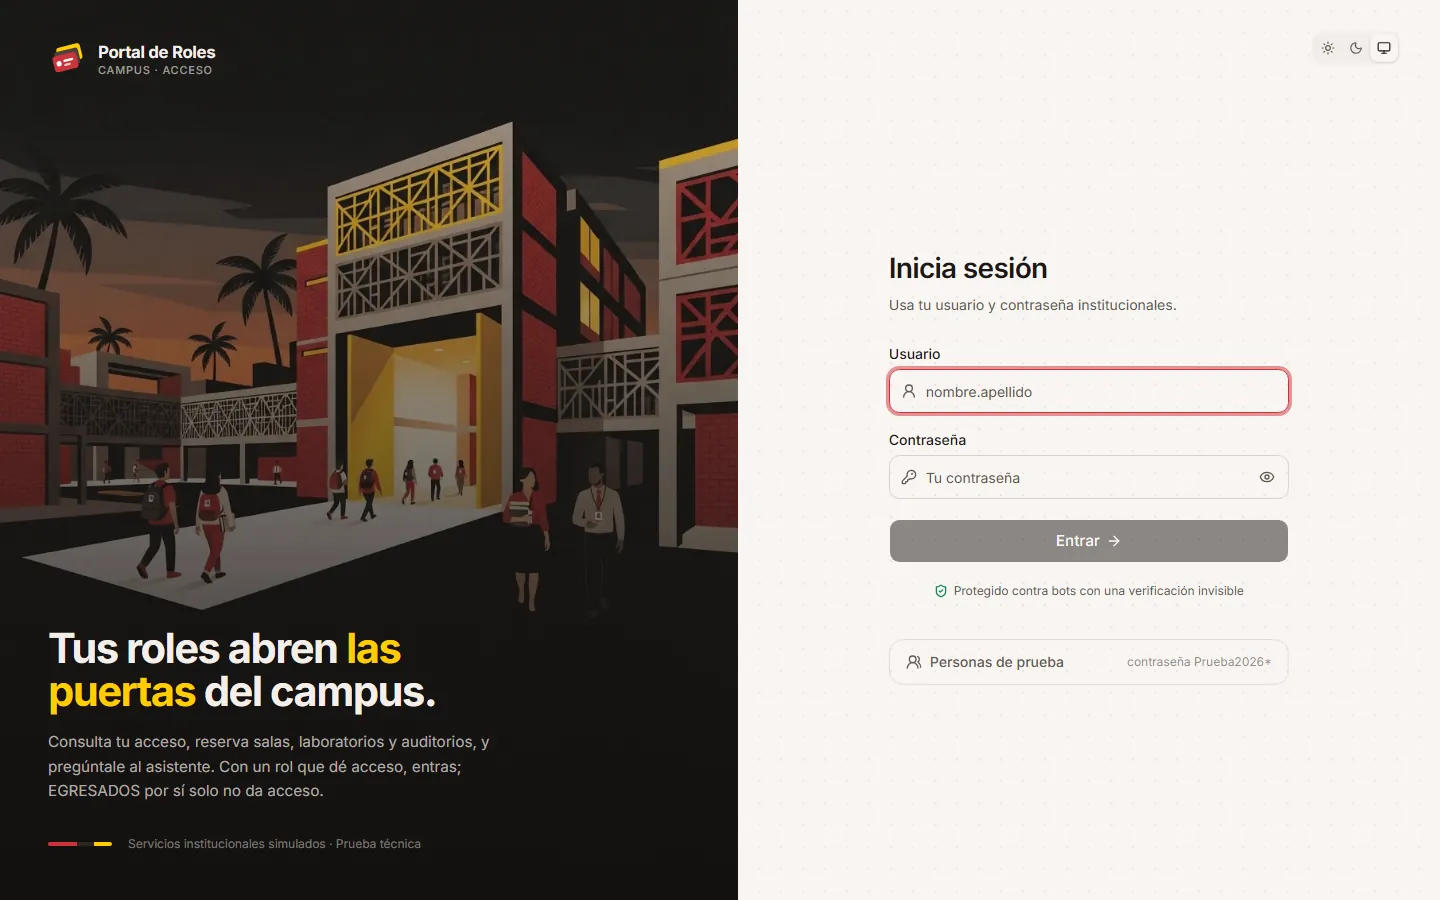 Portal de Roles
CAMPUS · ACCESO
Tus roles abren las
puertas del campus.
Consulta tu acceso, reserva salas, laboratorios y auditorios, y
pregúntale al asistente. Con un rol que dé acceso, entras;
EGRESADOS por sí solo no da acceso.
Servicios institucionales simulados · Prueba técnica
Inicia sesión
Usa tu usuario y contraseña institucionales.
Usuario
nombre.apellido
Contraseña
Tu contraseña
Entrar →
Protegido contra bots con una verificación invisible
Personas de prueba
contraseña Prueba2026*